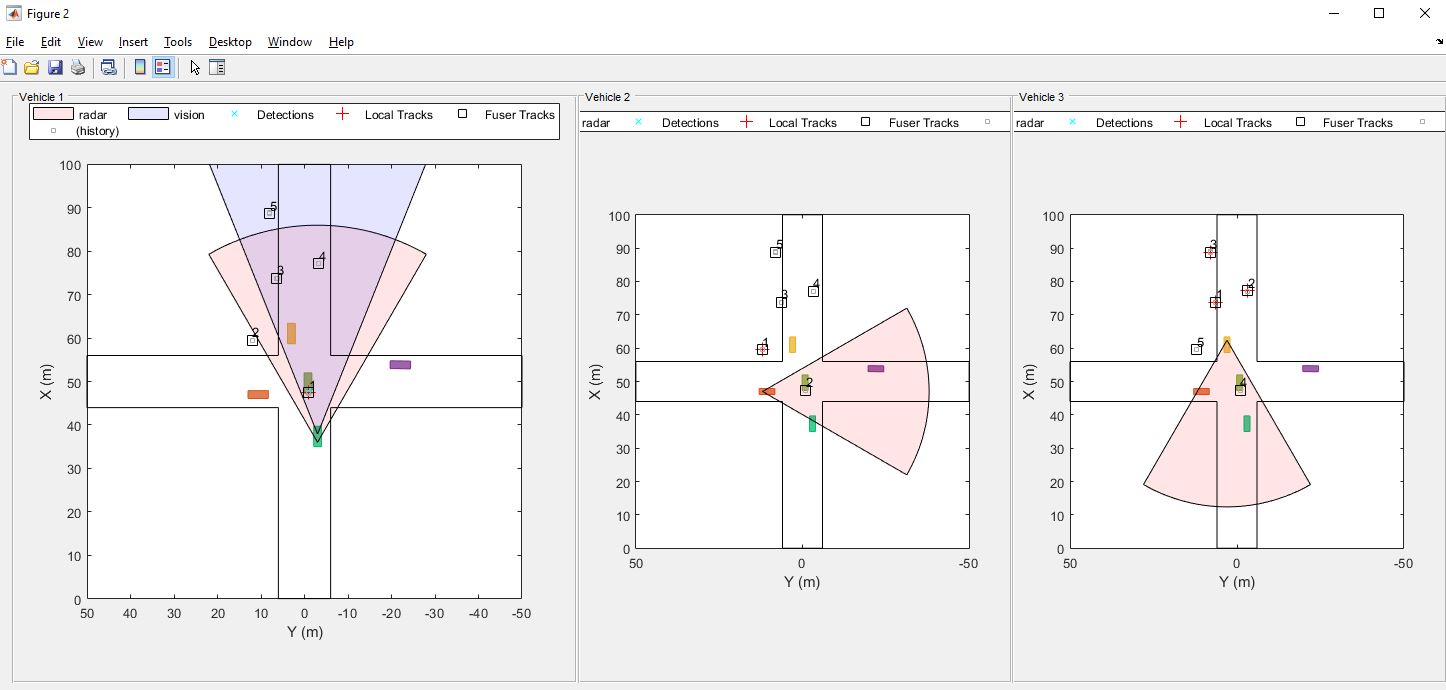 Figure 2
File Edit View Insert Tools Desktop Window Help
Vehicle 1
radar vision Detections Local Tracks Fuser Tracks
(history)
100
90
80
70
60
50
40
30
20
10
0
X (m)
5
4
3
2
1
50 40 30 20 10 0 -10 -20 -30 -40 -50
Y (m)
Vehicle 2
radar Detections Local Tracks Fuser Tracks
100
90
80
70
60
50
40
30
20
10
0
X (m)
5
4
3
1
2
50 0 -50
Y (m)
Vehicle 3
radar Detections Local Tracks Fuser Tracks
100
90
80
70
60
50
40
30
20
10
0
X (m)
3
2
1
5
4
50 0 -50
Y (m)